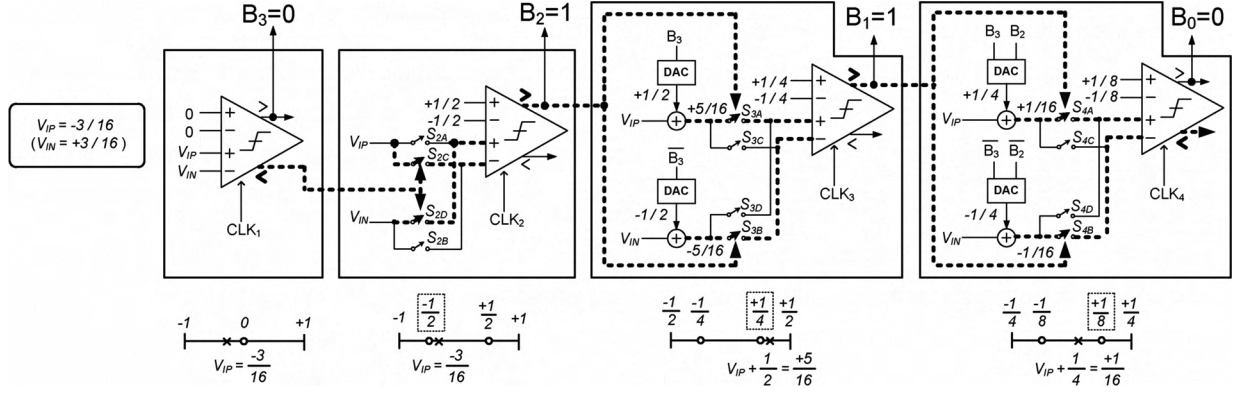 B3=0
B2=1
B1=1
B0=0
VIP = -3 / 16
(VIN = +3 / 16 )
0
0
VIP
VIN
+
−
+
−
>
<
CLK1
+1 / 2
-1 / 2
VIP
VIN
S2A
S2C
S2D
S2B
+
−
+
−
>
<
CLK2
B3
DAC
+1 / 2
VIP
+5/16
S3A
S3C
B3
DAC
-1 / 2
VIN
-5/16
S3D
S3B
+1 / 4
-1 / 4
+
−
+
−
>
<
CLK3
B3 B2
DAC
+1 / 4
VIP
+1/16
S4A
S4C
B3 B2
DAC
-1 / 4
VIN
-1/16
S4D
S4B
+1 / 8
-1 / 8
+
−
+
−
>
<
CLK4
-1 0 +1
VIP = -3/16
-1 -1/2 +1/2 +1
VIP = -3/16
-1/2 -1/4 +1/4 +1/2
VIP + 1/2 = +5/16
-1/4 -1/8 +1/8 +1/4
VIP + 1/4 = +1/16